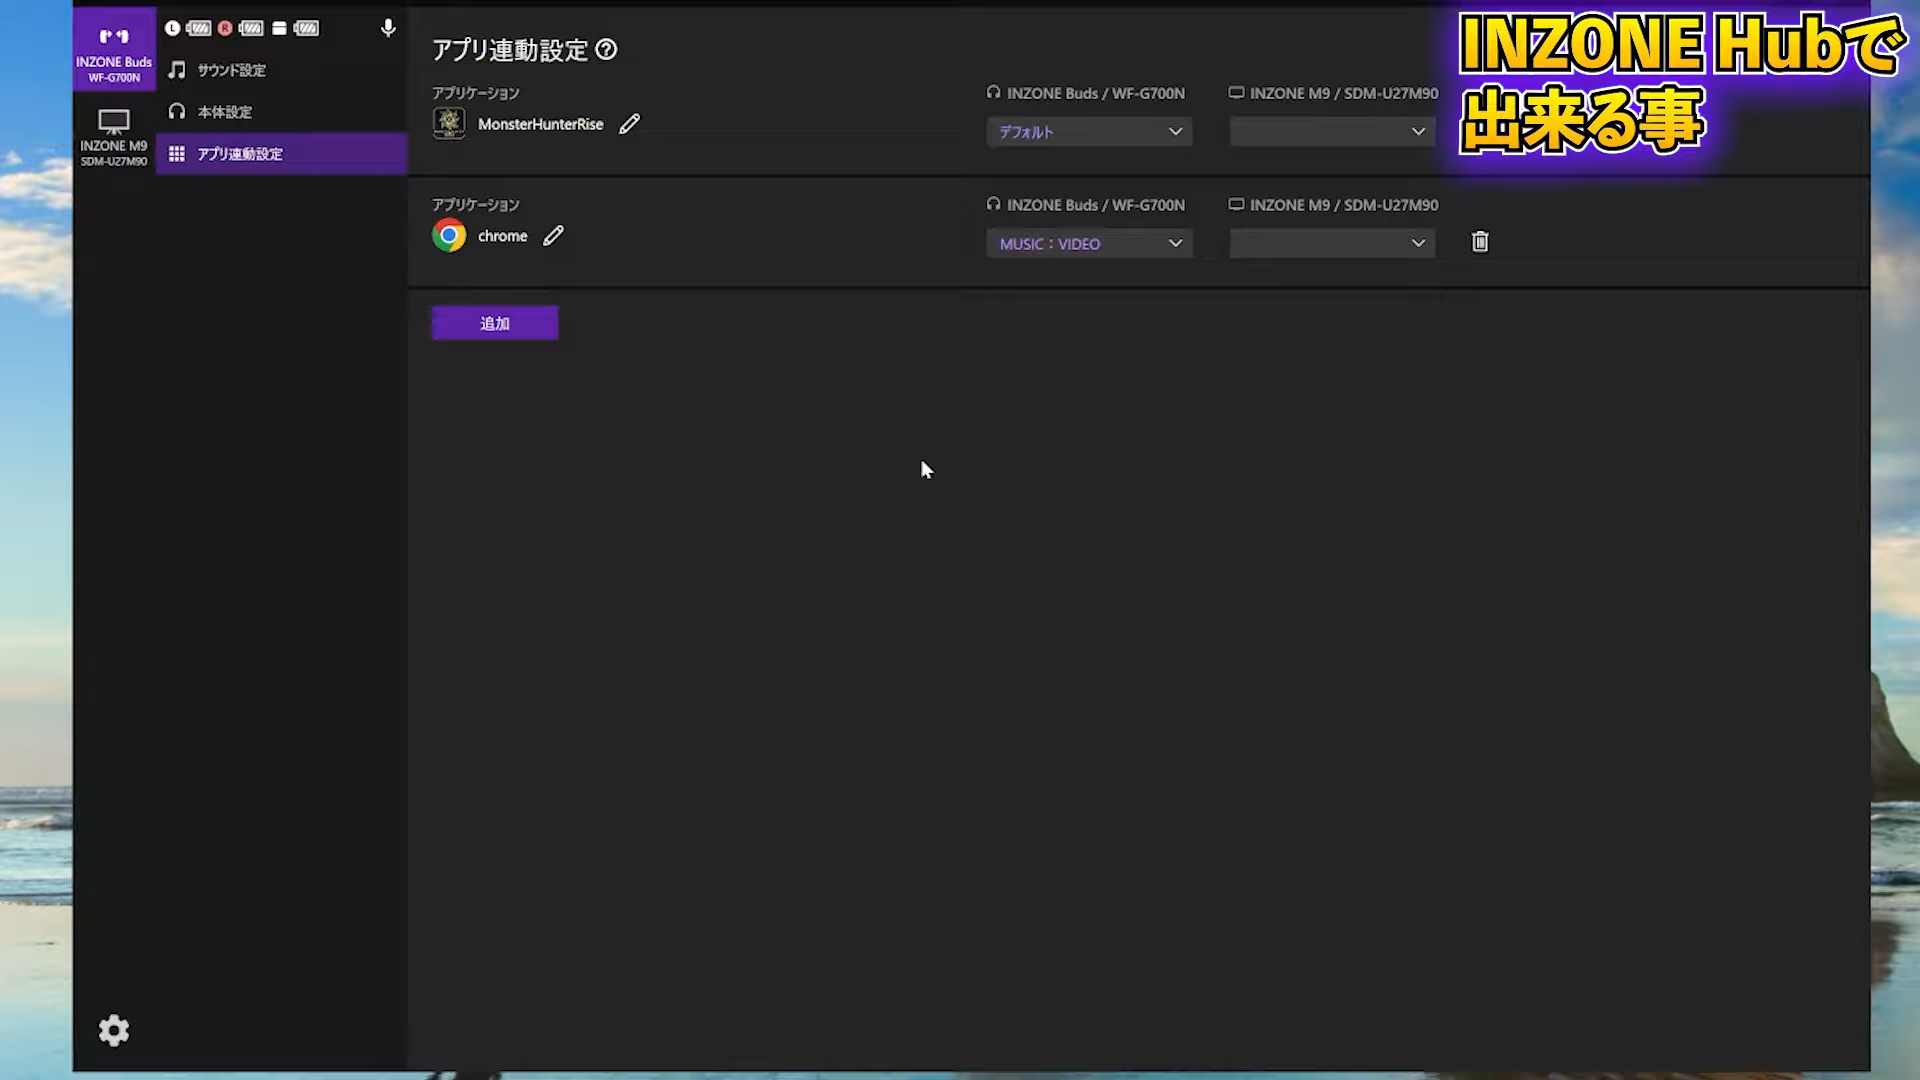 INZONE Hubで
出来る事
INZONE Buds
WF-G700N
L R
サウンド設定
本体設定
INZONE M9
SDM-U27M90
アプリ連動設定
アプリ連動設定 ?
アプリケーション
MonsterHunterRise
INZONE Buds / WF-G700N
デフォルト
INZONE M9 / SDM-U27M90
アプリケーション
chrome
INZONE Buds / WF-G700N
MUSIC：VIDEO
INZONE M9 / SDM-U27M90
追加